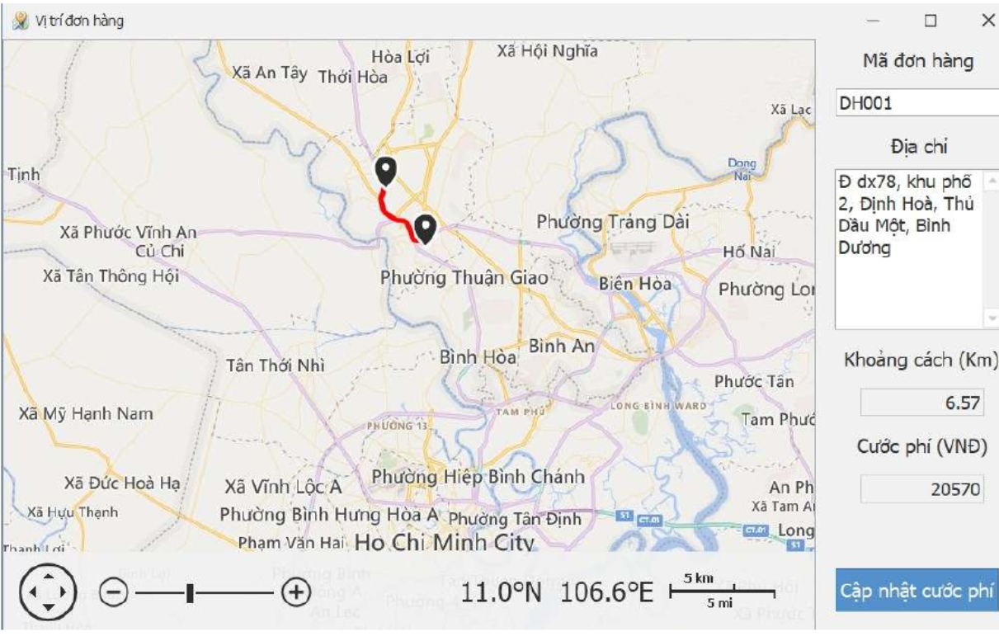 Vị trí đơn hàng
Mã đơn hàng
DH001
Địa chỉ
Đ dx78, khu phố
2, Định Hoà, Thủ
Dầu Một, Bình
Dương
Khoảng cách (Km)
6.57
Cước phí (VNĐ)
20570
Cập nhật cước phí
Hòa Lợi
Xã Hội Nghĩa
Xã An Tây
Thới Hòa
Xã Lạc
Dong
Nai
Tịnh
Phường Trảng Dài
Xã Phước Vĩnh An
Củ Chi
Hố Nai
Xã Tân Thông Hội
Phường Thuận Giao
Biên Hòa
Phường Lon
Bình An
Bình Hòa
Tân Thới Nhì
Phước Tân
Xã Mỹ Hạnh Nam
TAM PHÚ
LONG BÌNH WARD
Tam Phướ
PHƯỜNG 13
Xã Đức Hoà Hạ
Xã Vĩnh Lộc A
Phường Hiệp Bình Chánh
An Ph
Xã Tam A
Xã Hựu Thạnh
Phường Bình Hưng Hòa A
Phường Tân Định
51
CT.01
CT.01
Long
51
Thạnh Lợi
Phạm Văn Hai
Ho Chi Minh City
11.0°N 106.6°E
5 km
5 mi